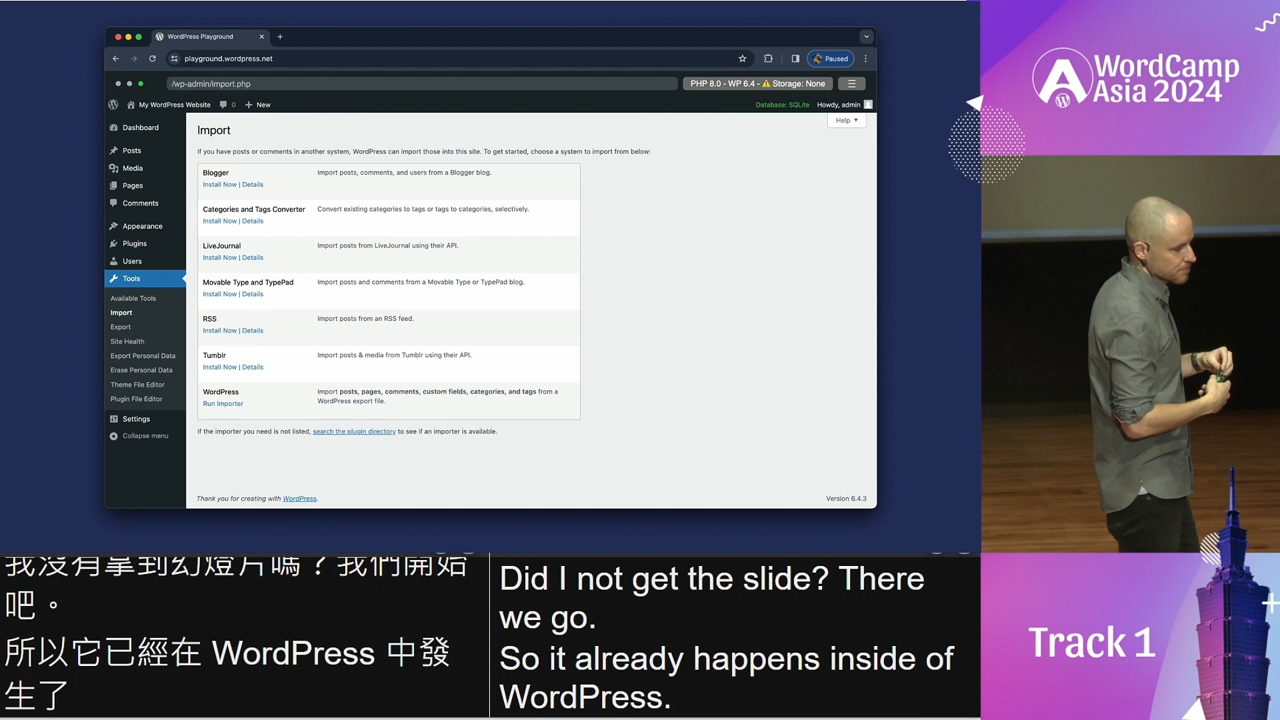 WordPress Playground
playground.wordpress.net
Paused
/wp-admin/import.php
PHP 8.0 - WP 6.4 - ⚠ Storage: None
My WordPress Website
0
New
Database: SQLite
Howdy, admin
Dashboard
Posts
Media
Pages
Comments
Appearance
Plugins
Users
Tools
Available Tools
Import
Export
Site Health
Export Personal Data
Erase Personal Data
Theme File Editor
Plugin File Editor
Settings
Collapse menu
Import
Help
If you have posts or comments in another system, WordPress can import those into this site. To get started, choose a system to import from below:
Blogger
Import posts, comments, and users from a Blogger blog.
Install Now | Details
Categories and Tags Converter
Convert existing categories to tags or tags to categories, selectively.
Install Now | Details
LiveJournal
Import posts from LiveJournal using their API.
Install Now | Details
Movable Type and TypePad
Import posts and comments from a Movable Type or TypePad blog.
Install Now | Details
RSS
Import posts from an RSS feed.
Install Now | Details
Tumblr
Import posts & media from Tumblr using their API.
Install Now | Details
WordPress
Import posts, pages, comments, custom fields, categories, and tags from a
WordPress export file.
Run Importer
If the importer you need is not listed, search the plugin directory to see if an importer is available.
Thank you for creating with WordPress.
Version 6.4.3
WordCamp
Asia 2024
我沒有拿到幻燈片嗎？我們開始
吧。
所以它已經在 WordPress 中發
生了
Did I not get the slide? There
we go.
So it already happens inside of
WordPress.
Track 1